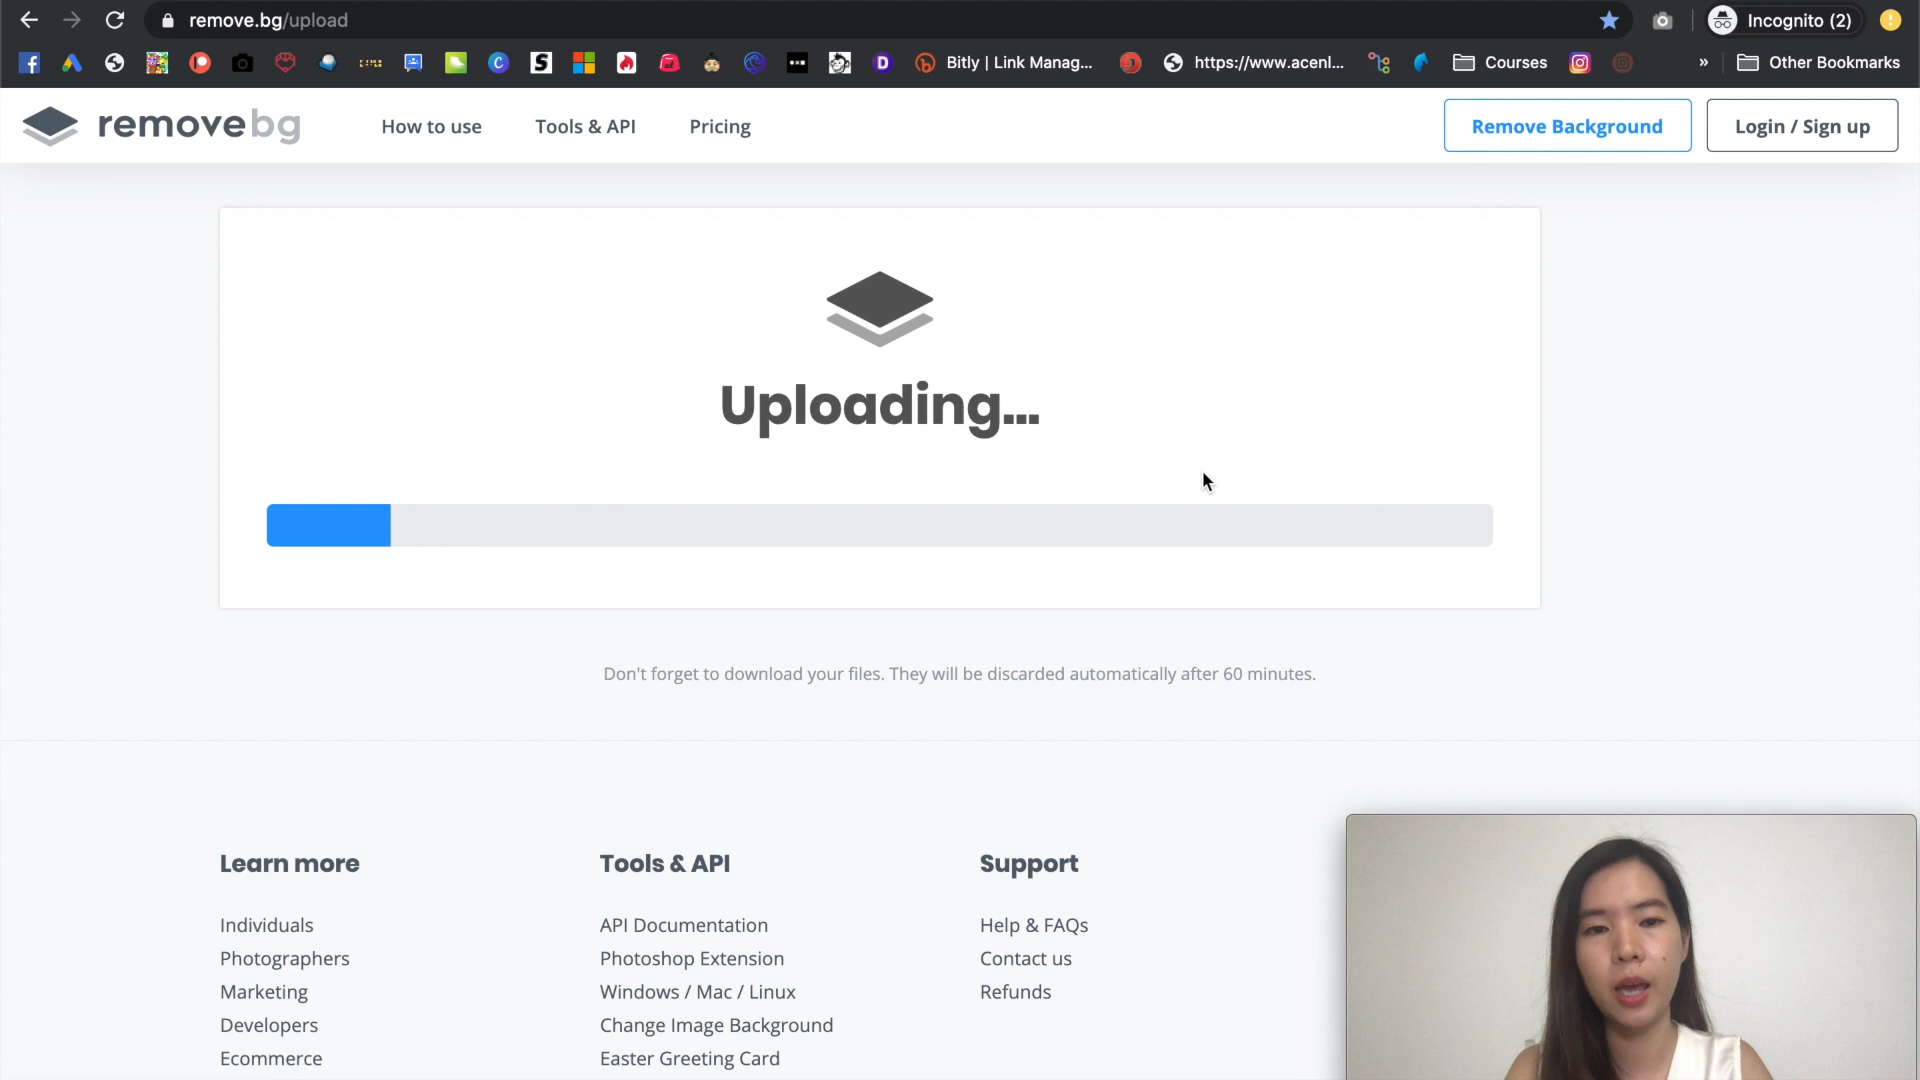 remove.bg/upload
Incognito (2)
Bitly | Link Manag...
https://www.acenl...
Courses
»
Other Bookmarks
removebg
How to use
Tools & API
Pricing
Remove Background
Login / Sign up
Uploading...
Don't forget to download your files. They will be discarded automatically after 60 minutes.
Learn more
Individuals
Photographers
Marketing
Developers
Ecommerce
Tools & API
API Documentation
Photoshop Extension
Windows / Mac / Linux
Change Image Background
Easter Greeting Card
Support
Help & FAQs
Contact us
Refunds